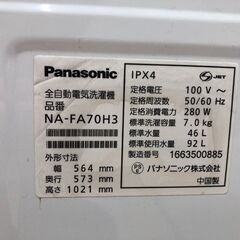 Panasonic
全自動電気洗濯機
品番
NA-FA70H3
外形寸法
幅 564 mm
奥行 573 mm
高さ 1021 mm
IPX4
JET
定格電圧 100 V~
定格周波数 50/60 Hz
定格消費電力 280 W
標準洗濯容量 7.0 kg
標準水量 46 L
標準使用水量 92 L
製造番号 1663500885
パナソニック株式会社
中国製